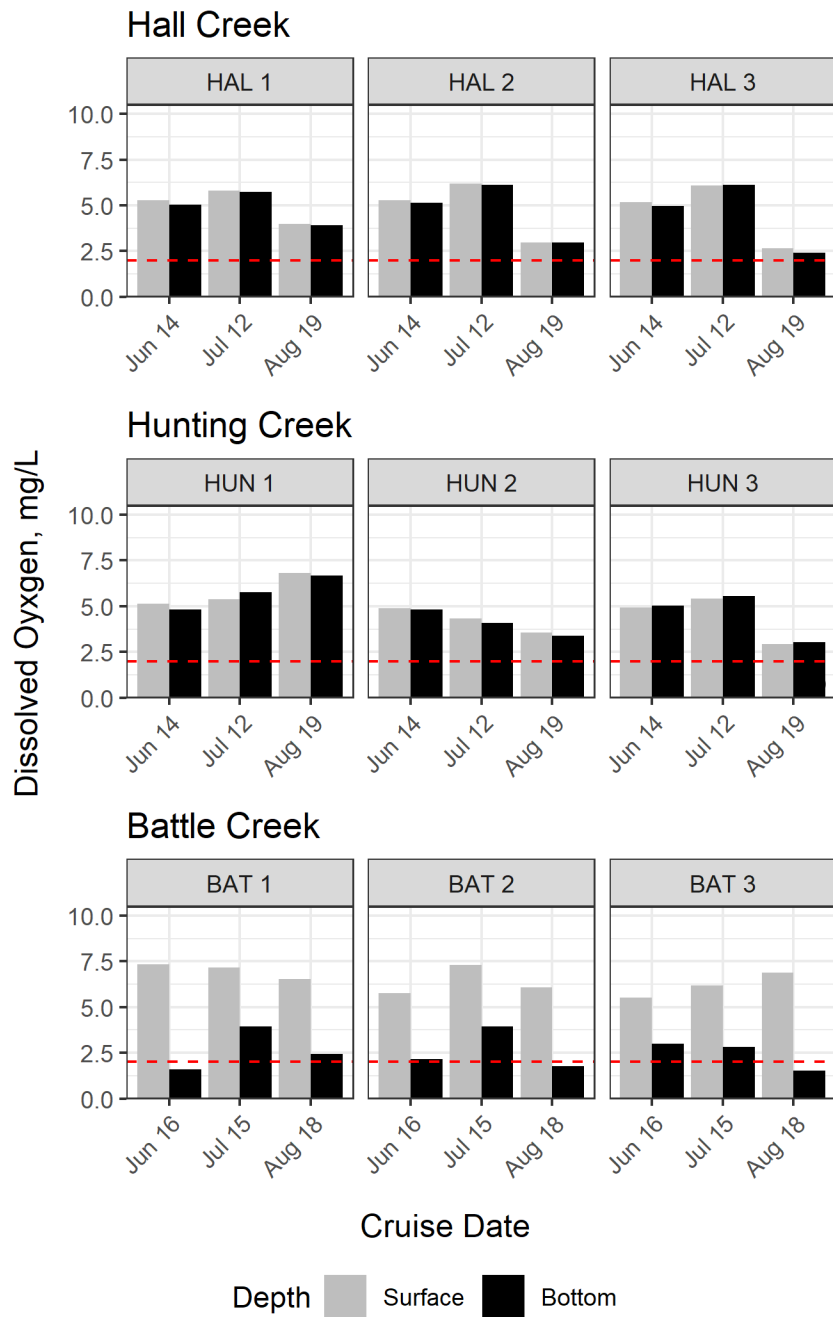 Hall Creek
HAL 1 HAL 2 HAL 3
10.0
7.5
5.0
2.5
0.0
Jun 14 Jul 12 Aug 19 Jun 14 Jul 12 Aug 19 Jun 14 Jul 12 Aug 19
Hunting Creek
HUN 1 HUN 2 HUN 3
10.0
7.5
5.0
2.5
0.0
Jun 14 Jul 12 Aug 19 Jun 14 Jul 12 Aug 19 Jun 14 Jul 12 Aug 19
Dissolved Oyxgen, mg/L
Battle Creek
BAT 1 BAT 2 BAT 3
10.0
7.5
5.0
2.5
0.0
Jun 16 Jul 15 Aug 18 Jun 16 Jul 15 Aug 18 Jun 16 Jul 15 Aug 18
Cruise Date
Depth Surface Bottom